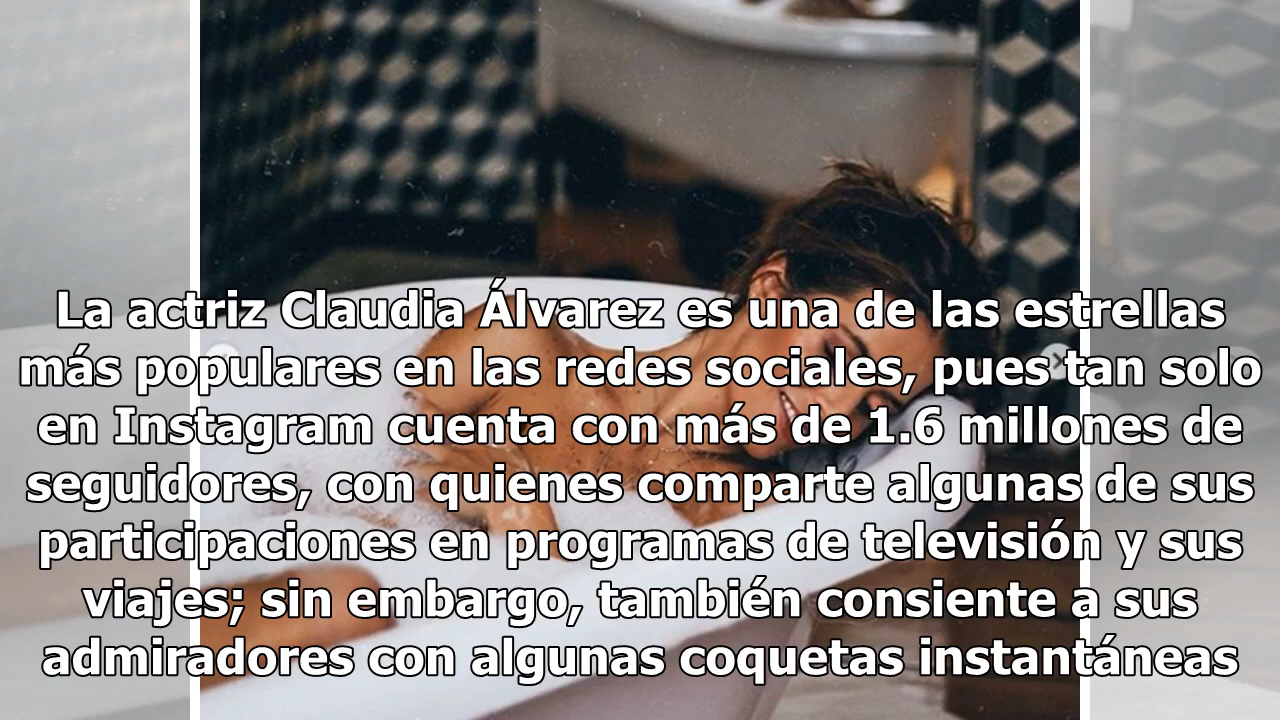 La actriz Claudia Álvarez es una de las estrellas
más populares en las redes sociales, pues tan solo
en Instagram cuenta con más de 1.6 millones de
seguidores, con quienes comparte algunas de sus
participaciones en programas de televisión y sus
viajes; sin embargo, también consiente a sus
admiradores con algunas coquetas instantáneas